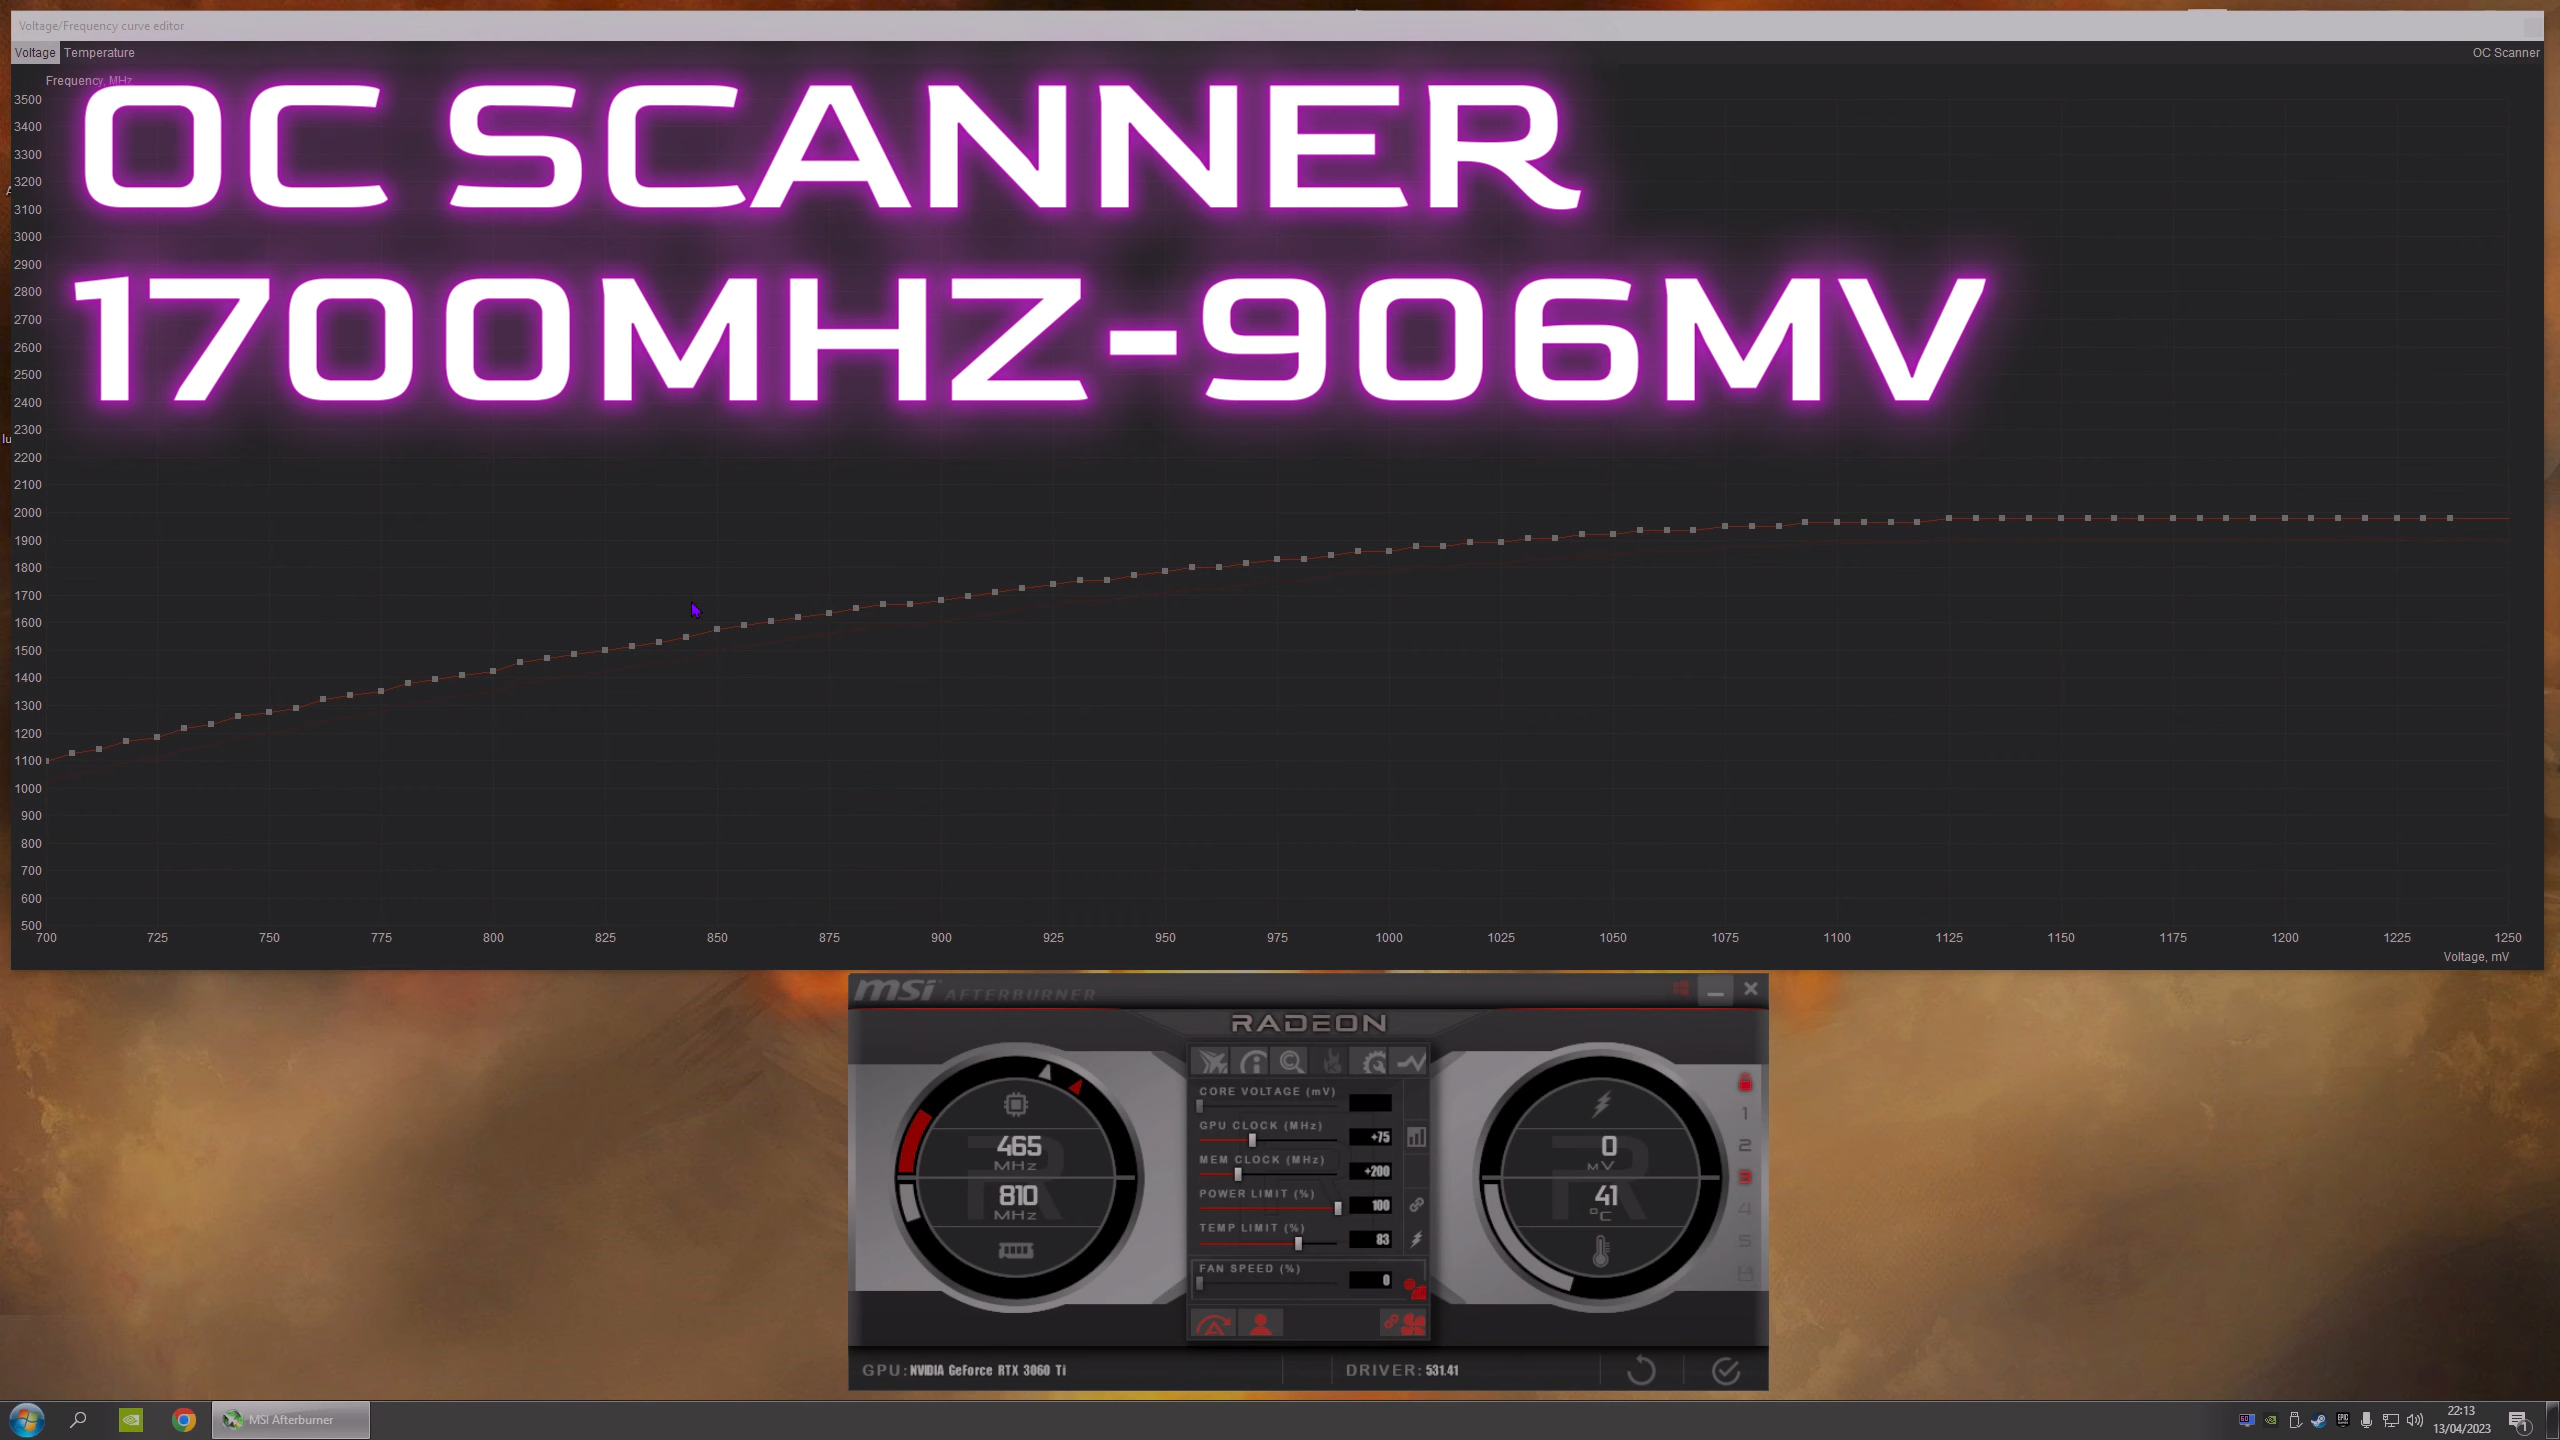 Voltage/Frequency curve editor
Voltage Temperature
OC Scanner
Frequency, MHz
OC SCANNER
1700MHZ-906MV
3500
3400
3300
3200
3100
3000
2900
2800
2700
2600
2500
2400
2300
2200
2100
2000
1900
1800
1700
1600
1500
1400
1300
1200
1100
1000
900
800
700
600
500
700 725 750 775 800 825 850 875 900 925 950 975 1000 1025 1050 1075 1100 1125 1150 1175 1200 1225 1250
Voltage, mV
msi AFTERBURNER
RADEON
465
MHz
810
MHz
CORE VOLTAGE (mV)
GPU CLOCK (MHz)
+75
MEM CLOCK (MHz)
+200
POWER LIMIT (%)
100
TEMP LIMIT (%)
83
FAN SPEED (%)
0
0
MV
41
°C
1
2
3
4
5
GPU: NVIDIA GeForce RTX 3060 Ti
DRIVER: 531.41
MSI Afterburner
60
EPIC
22:13
13/04/2023
1